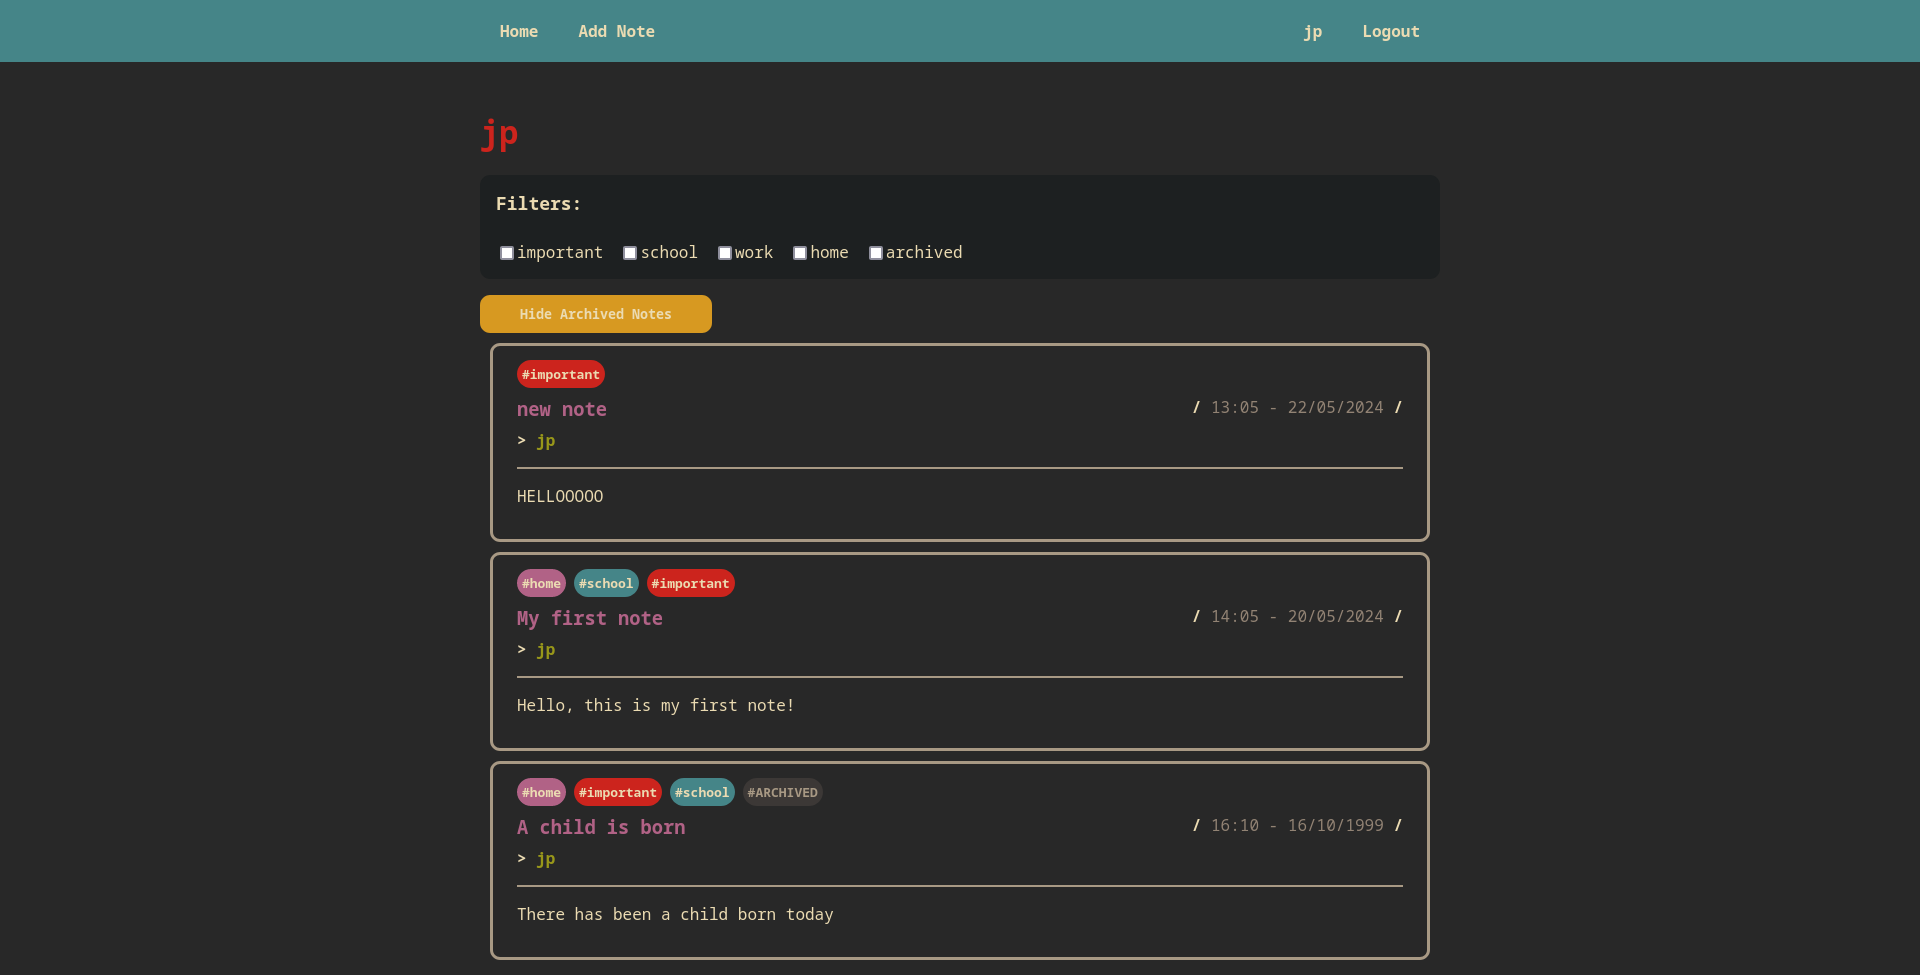 Home Add Note jp Logout
jp
Filters:
important school work home archived
Hide Archived Notes
#important
new note / 13:05 - 22/05/2024 /
> jp
HELLOOOOO
#home #school #important
My first note / 14:05 - 20/05/2024 /
> jp
Hello, this is my first note!
#home #important #school #ARCHIVED
A child is born / 16:10 - 16/10/1999 /
> jp
There has been a child born today